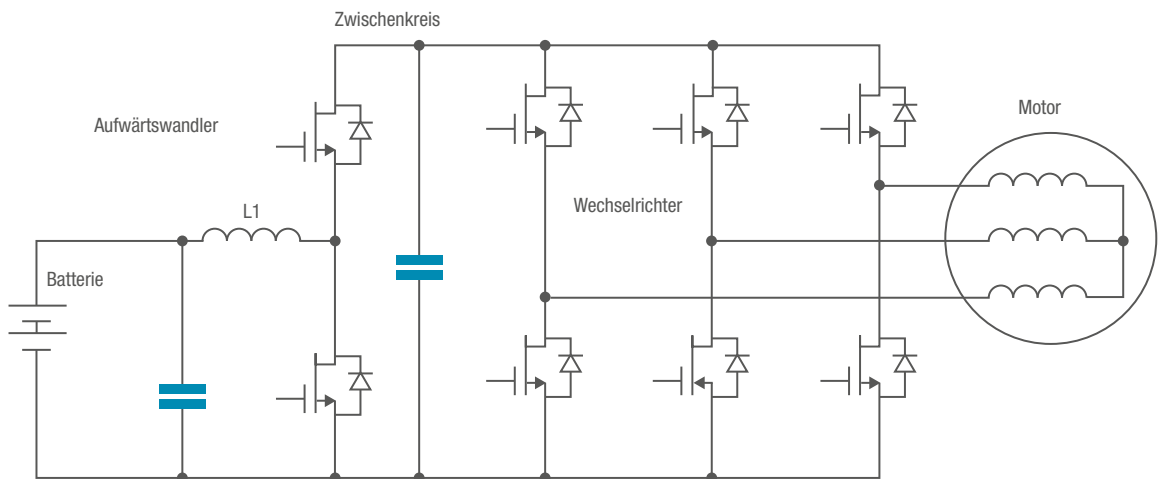 Zwischenkreis
Aufwärtswandler
Motor
L1
Wechselrichter
Batterie